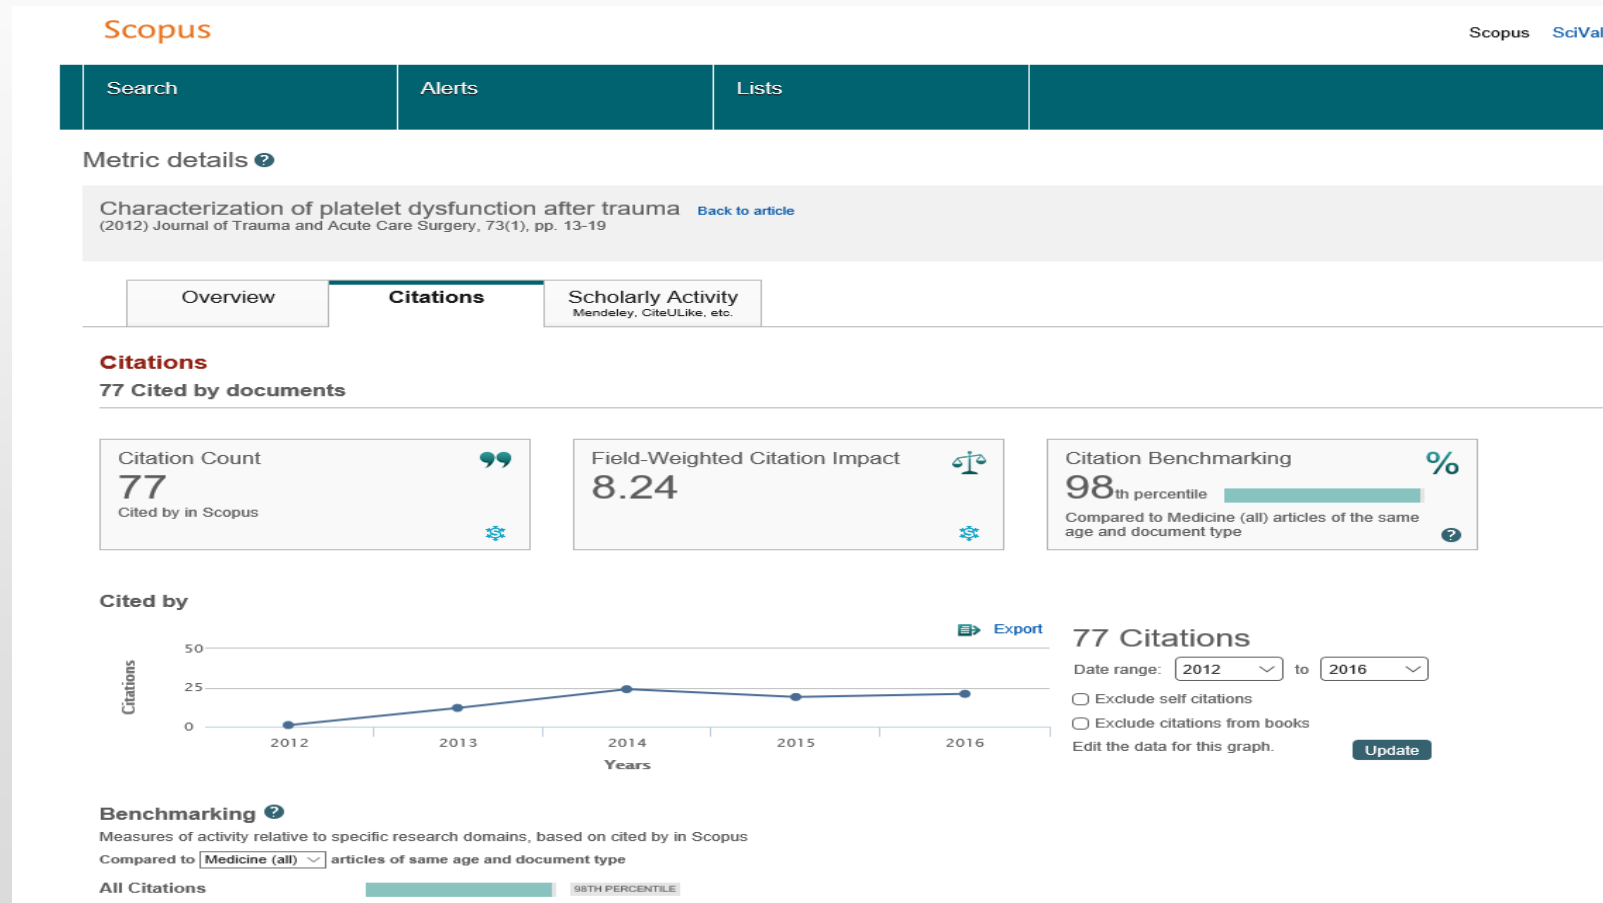 Scopus
Scopus SciVal
Search Alerts Lists
Metric details ?
Characterization of platelet dysfunction after trauma Back to article
(2012) Journal of Trauma and Acute Care Surgery, 73(1), pp. 13-19
Overview Citations Scholarly Activity
Mendeley, CiteULike, etc.
Citations
77 Cited by documents
Citation Count
77
Cited by in Scopus
Field-Weighted Citation Impact
8.24
Citation Benchmarking %
98th percentile
Compared to Medicine (all) articles of the same
age and document type ?
Cited by
Export
50
25
0
Citations
2012 2013 2014 2015 2016
Years
77 Citations
Date range: 2012 to 2016
Exclude self citations
Exclude citations from books
Edit the data for this graph. Update
Benchmarking ?
Measures of activity relative to specific research domains, based on cited by in Scopus
Compared to Medicine (all) articles of same age and document type
All Citations 98TH PERCENTILE